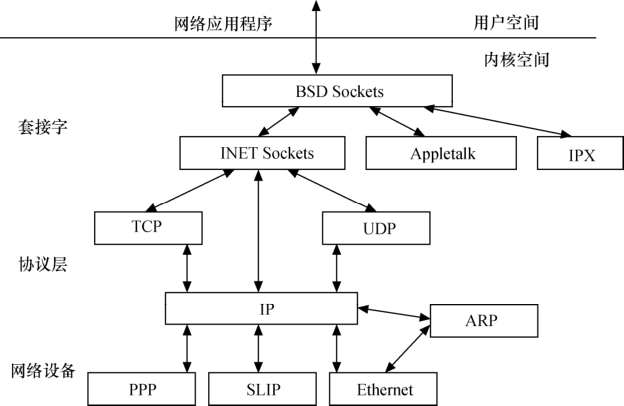 网络应用程序
用户空间
内核空间
BSD Sockets
套接字
INET Sockets
Appletalk
IPX
TCP
UDP
协议层
IP
ARP
网络设备
PPP
SLIP
Ethernet